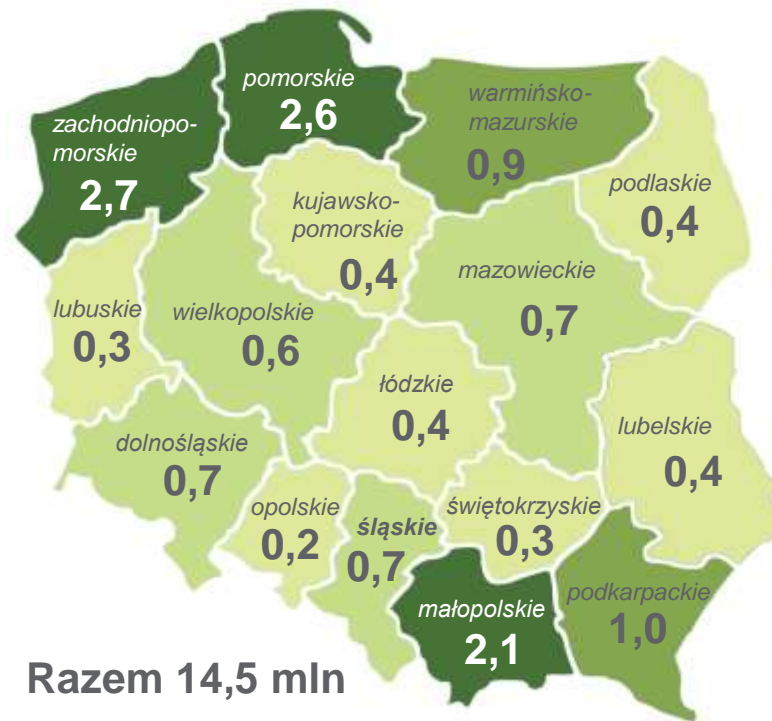 pomorskie
2,6
warmińsko-
mazurskie
0,9
zachodniopo-
morskie
2,7
podlaskie
0,4
kujawsko-
pomorskie
0,4
mazowieckie
0,7
lubuskie
0,3
wielkopolskie
0,6
łódzkie
0,4
lubelskie
0,4
dolnośląskie
0,7
opolskie
0,2
śląskie
0,7
świętokrzyskie
0,3
małopolskie
2,1
podkarpackie
1,0
Razem 14,5 mln